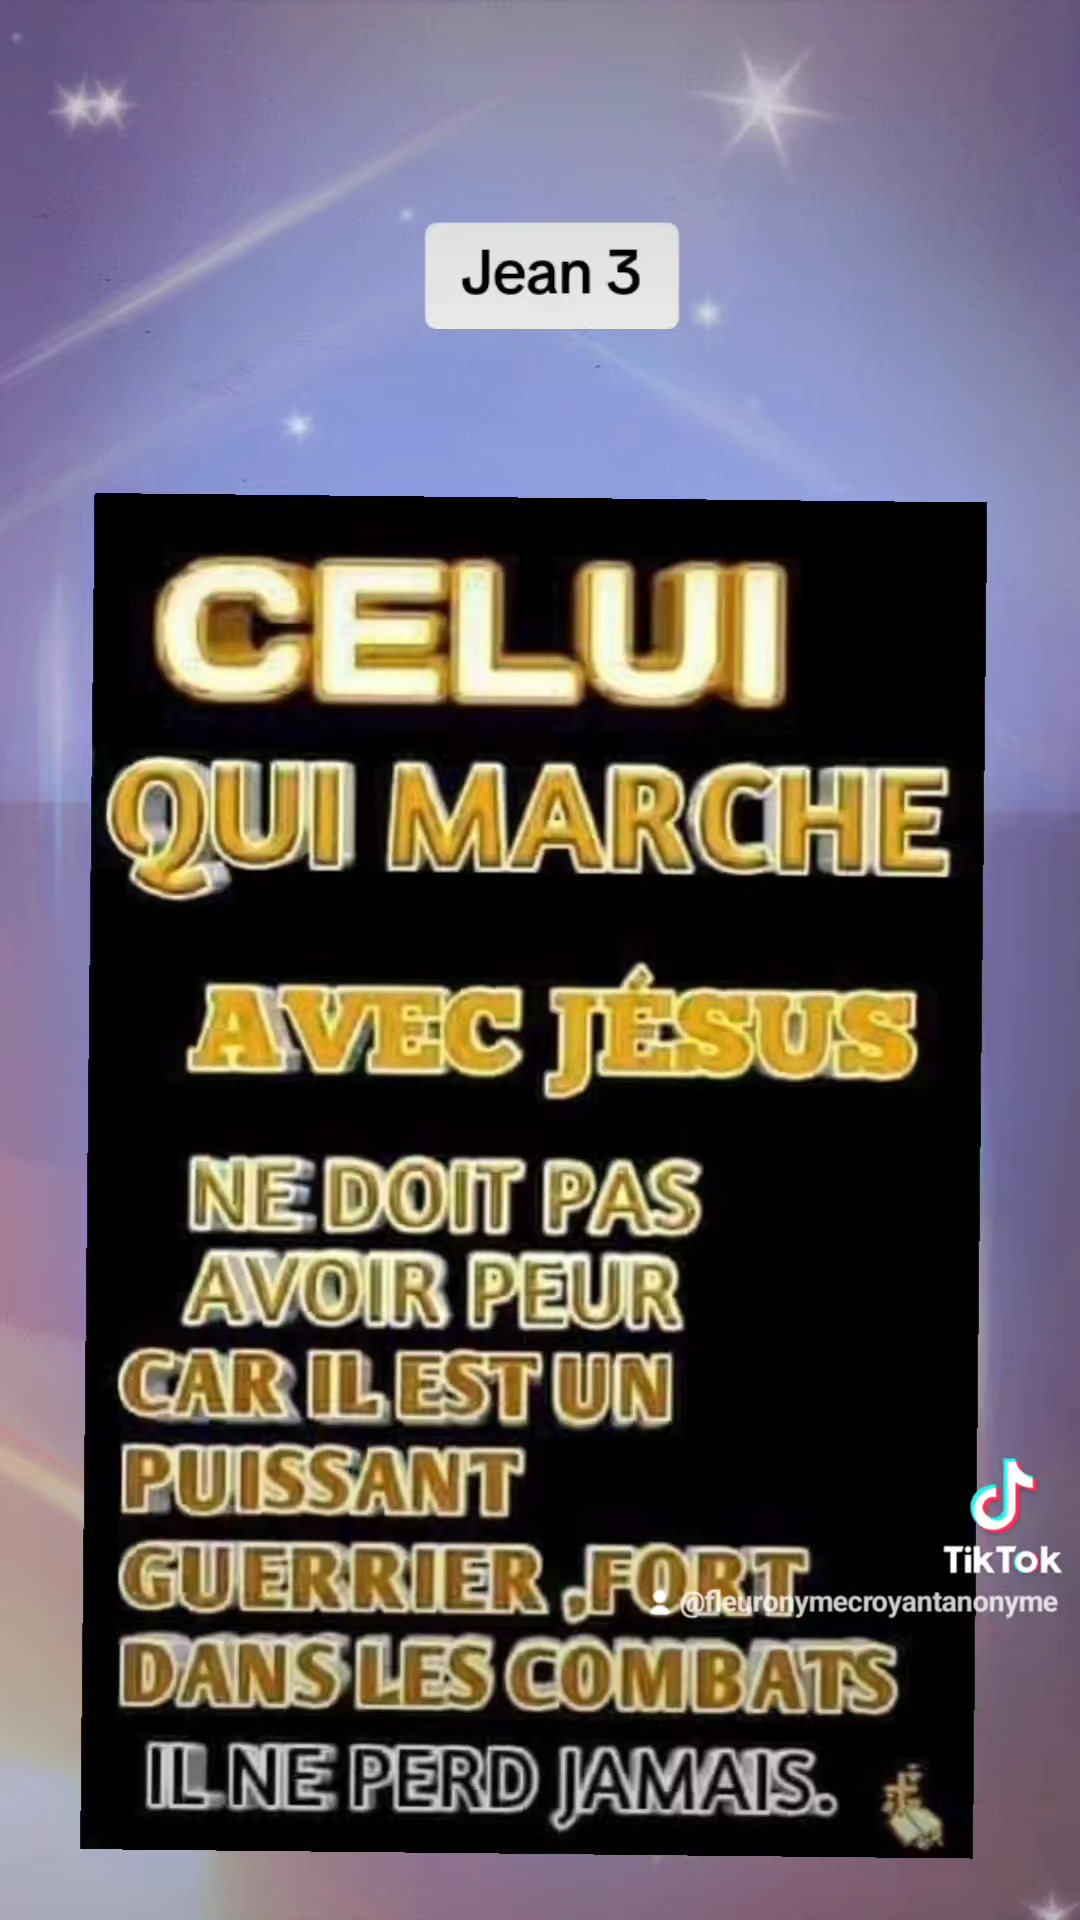 Jean 3
CELUI
QUI MARCHE
AVEC JÉSUS
NE DOIT PAS
AVOIR PEUR
CAR IL EST UN
PUISSANT
GUERRIER ,FORT
DANS LES COMBATS
IL NE PERD JAMAIS.
TikTok
@fleuronymecroyantanonyme